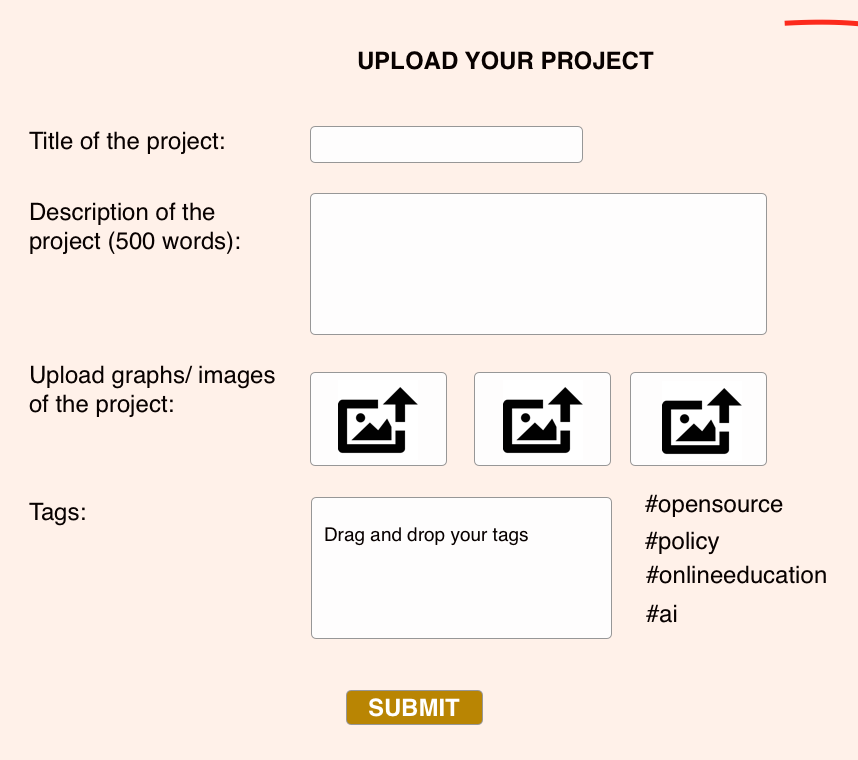 UPLOAD YOUR PROJECT
Title of the project:
Description of the
project (500 words):
Upload graphs/ images
of the project:
Tags:
Drag and drop your tags
#opensource
#policy
#onlineeducation
#ai
SUBMIT